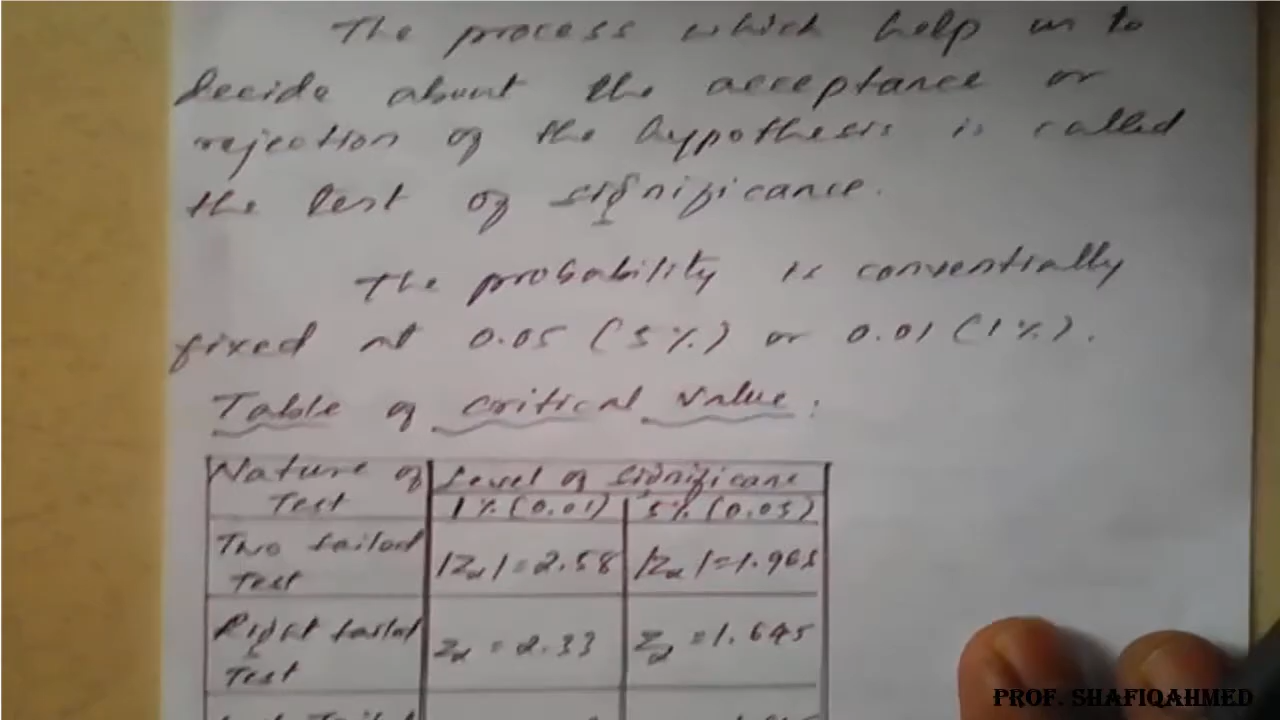 The process which help us to
decide about the acceptance or
rejection of the hypothesis is called
the test of significance.
The probability is conventially
fixed at 0.05 (5%) or 0.01 (1%).
Table of critical value:
Nature of Test
Level of significane
1% (0.01) 5% (0.05)
Two tailed Test |Zα| = 2.58 |Zα| = 1.965
Right tailed Test Zα = 2.33 Zα = 1.645
PROF. SHAFIQAHMED